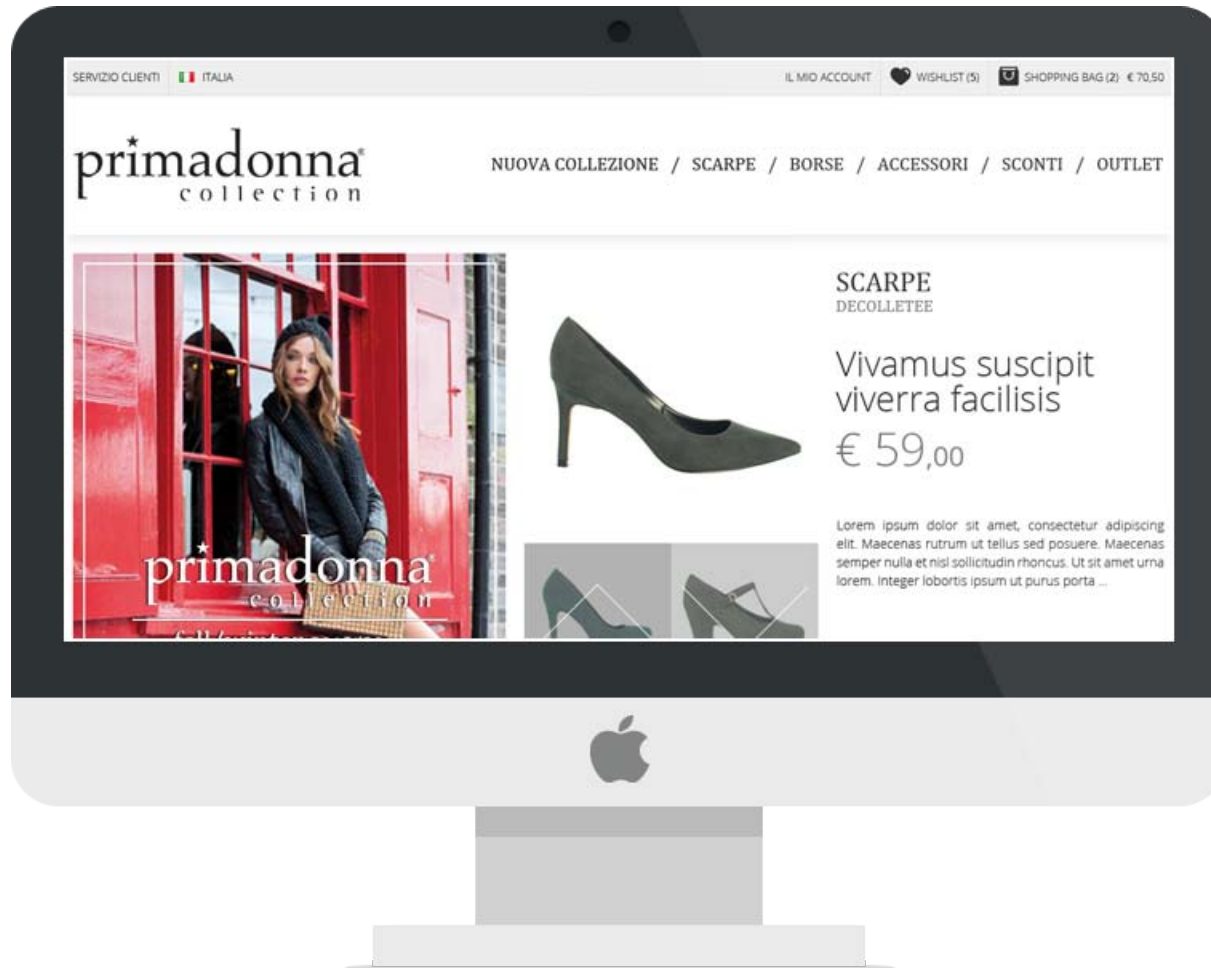 SERVIZIO CLIENTI ITALIA IL MIO ACCOUNT WISHLIST (5) SHOPPING BAG (2) € 70,50
primadonna®
collection
NUOVA COLLEZIONE / SCARPE / BORSE / ACCESSORI / SCONTI / OUTLET
primadonna®
collection
SCARPE
DECOLLETEE
Vivamus suscipit
viverra facilisis
€ 59,00
Lorem ipsum dolor sit amet, consectetur adipiscing
elit. Maecenas rutrum ut tellus sed posuere. Maecenas
semper nulla et nisl sollicitudin rhoncus. Ut sit amet urna
lorem. Integer lobortis ipsum ut purus porta ...